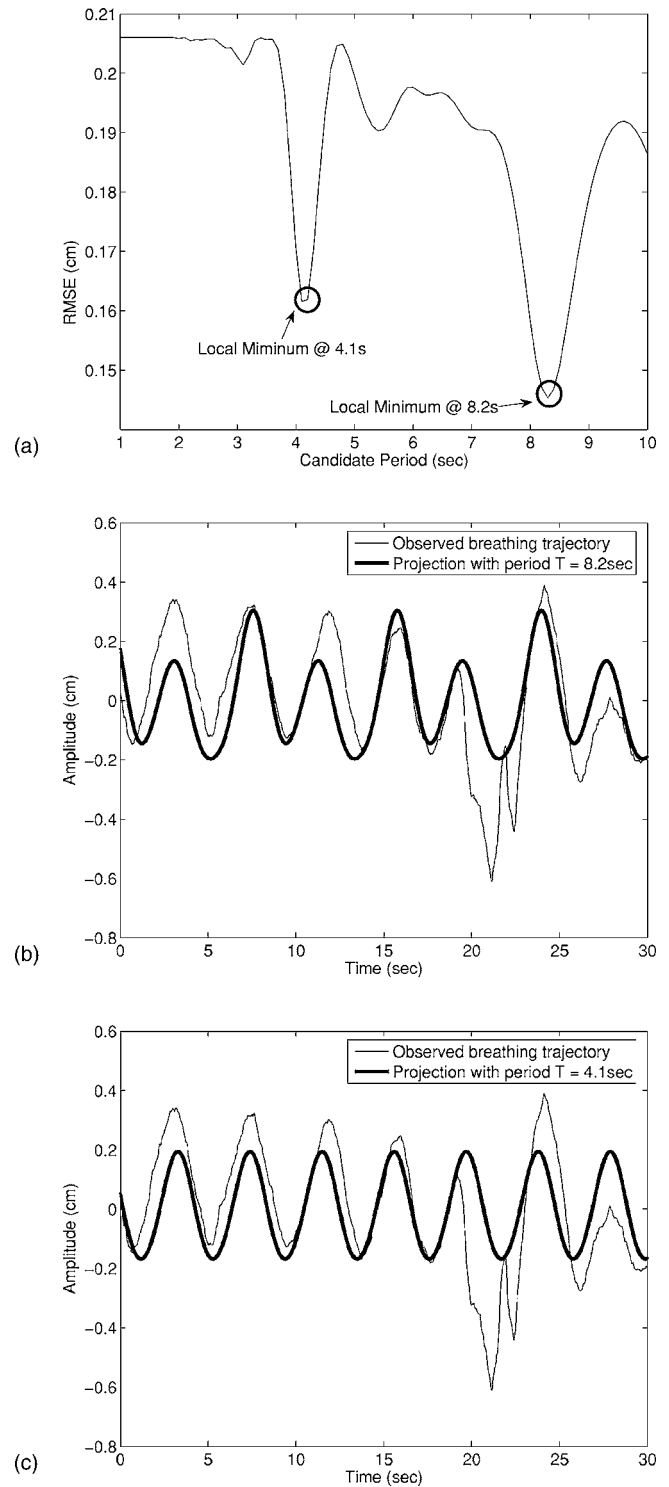 0.21
0.2
0.19
0.18
0.17
0.16
0.15
RMSE (cm)
Local Miminum @ 4.1s
Local Minimum @ 8.2s
1 2 3 4 5 6 7 8 9 10
Candidate Period (sec)
(a)
0.6
0.4
0.2
0
−0.2
−0.4
−0.6
−0.8
Amplitude (cm)
Observed breathing trajectory
Projection with period T = 8.2sec
0 5 10 15 20 25 30
Time (sec)
(b)
0.6
0.4
0.2
0
−0.2
−0.4
−0.6
−0.8
Amplitude (cm)
Observed breathing trajectory
Projection with period T = 4.1sec
0 5 10 15 20 25 30
Time (sec)
(c)